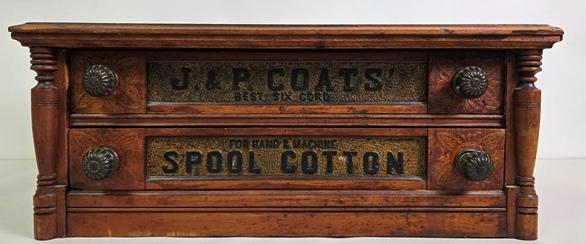 J. & P. COATS'
BEST SIX CORD
FOR HAND & MACHINE
SPOOL COTTON